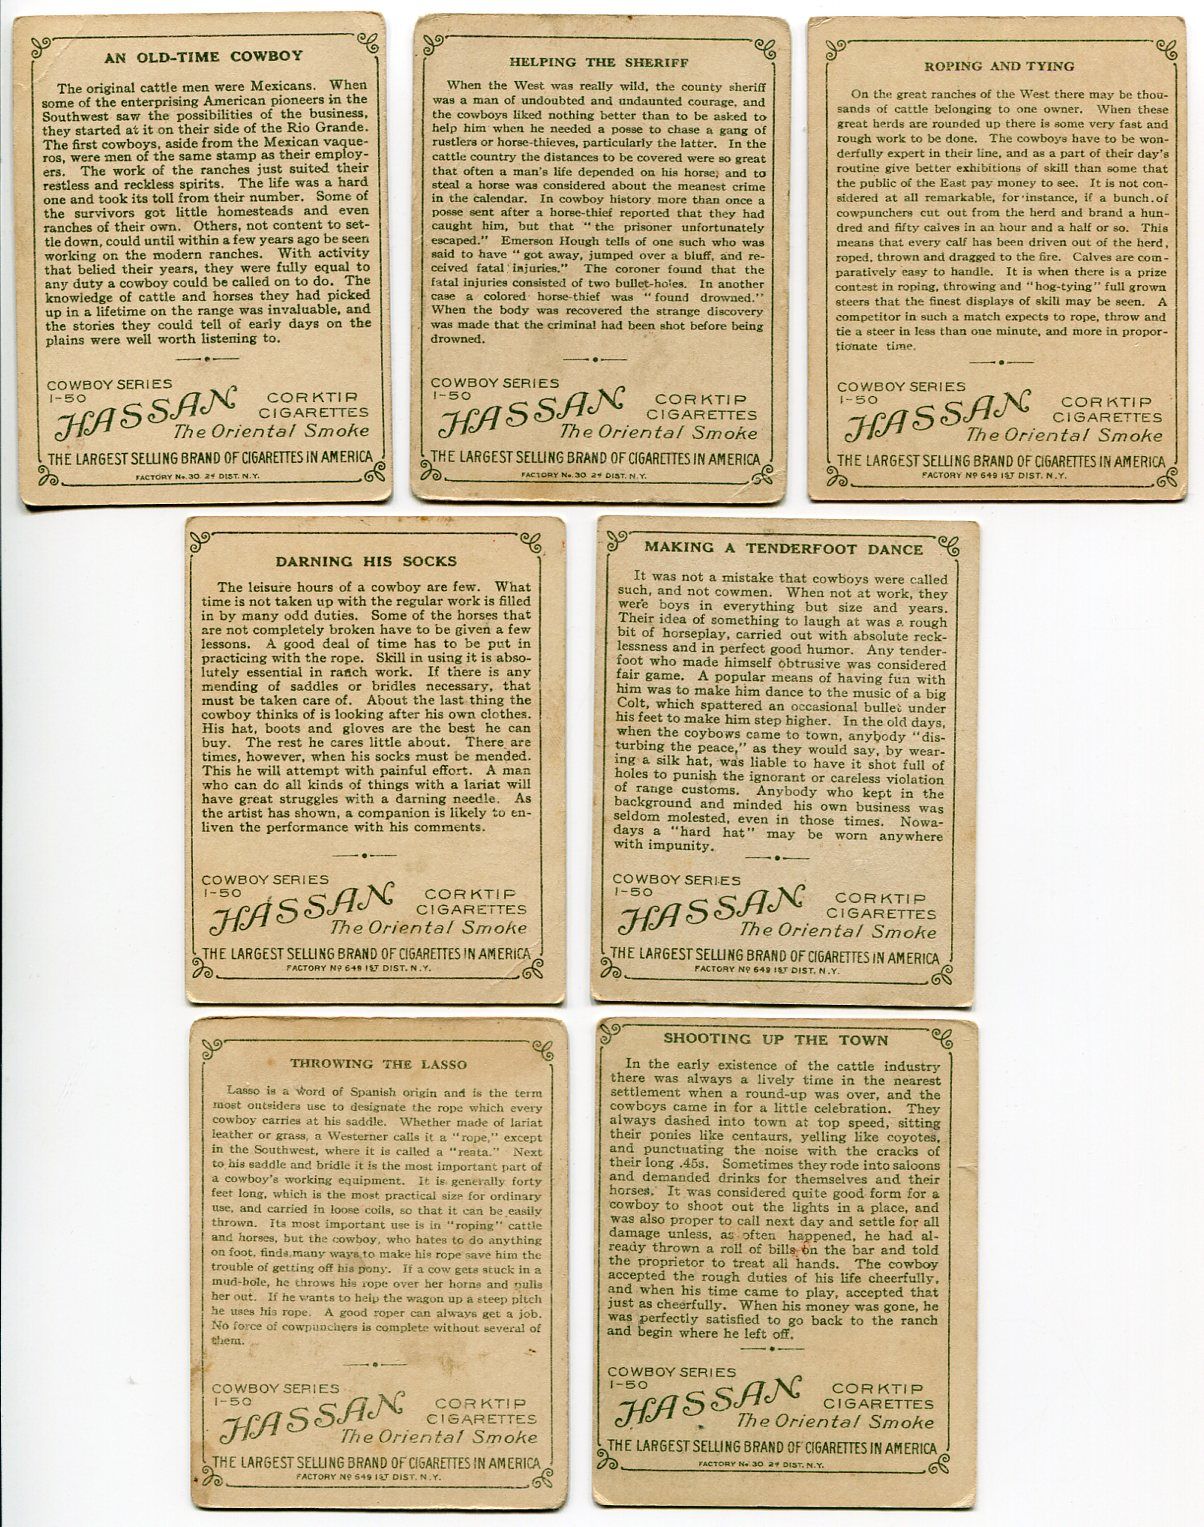 AN OLD-TIME COWBOY
The original cattle men were Mexicans. When
some of the enterprising American pioneers in the
Southwest saw the possibilities of the business,
they started at it on their side of the Rio Grande.
The first cowboys, aside from the Mexican vaque-
ros, were men of the same stamp as their employ-
ers. The work of the ranches just suited their
restless and reckless spirits. The life was a hard
one and took its toll from their number. Some of
the survivors got little homesteads and even
ranches of their own. Others, not content to set-
tle down, could until within a few years ago be seen
working on the modern ranches. With activity
that belied their years, they were fully equal to
any duty a cowboy could be called on to do. The
knowledge of cattle and horses they had picked
up in a lifetime on the range was invaluable, and
the stories they could tell of early days on the
plains were well worth listening to.
COWBOY SERIES
1-50
HASSAN
CORKTIP
CIGARETTES
The Oriental Smoke
THE LARGEST SELLING BRAND OF CIGARETTES IN AMERICA
FACTORY No. 30 2d DIST. N.Y.
HELPING THE SHERIFF
When the West was really wild, the county sheriff
was a man of undoubted and undaunted courage, and
the cowboys liked nothing better than to be asked to
help him when he needed a posse to chase a gang of
rustlers or horse-thieves, particularly the latter. In the
cattle country the distances to be covered were so great
that often a man's life depended on his horse, and to
steal a horse was considered about the meanest crime
in the calendar. In cowboy history more than once a
posse sent after a horse-thief reported that they had
caught him, but that "the prisoner unfortunately
escaped." Emerson Hough tells of one such who was
said to have "got away, jumped over a bluff, and re-
ceived fatal injuries." The coroner found that the
fatal injuries consisted of two bullet-holes. In another
case a colored horse-thief was "found drowned."
When the body was recovered the strange discovery
was made that the criminal had been shot before being
drowned.
COWBOY SERIES
1-50
HASSAN
CORKTIP
CIGARETTES
The Oriental Smoke
THE LARGEST SELLING BRAND OF CIGARETTES IN AMERICA
FACTORY No. 30 2d DIST. N.Y.
ROPING AND TYING
On the great ranches of the West there may be thou-
sands of cattle belonging to one owner. When these
great herds are rounded up there is some very fast and
rough work to be done. The cowboys have to be won-
derfully expert in their line, and as a part of their day's
routine give better exhibitions of skill than some that
the public of the East pay money to see. It is not con-
sidered at all remarkable, for instance, if a bunch of
cowpunchers cut out from the herd and brand a hun-
dred and fifty calves in an hour and a half or so. This
means that every calf has been driven out of the herd,
roped, thrown and dragged to the fire. Calves are com-
paratively easy to handle. It is when there is a prize
contest in roping, throwing and "hog-tying" full grown
steers that the finest displays of skill may be seen. A
competitor in such a match expects to rope, throw and
tie a steer in less than one minute, and more in propor-
tionate time.
COWBOY SERIES
1-50
HASSAN
CORKTIP
CIGARETTES
The Oriental Smoke
THE LARGEST SELLING BRAND OF CIGARETTES IN AMERICA
FACTORY No 649 1ST DIST. N.Y.
DARNING HIS SOCKS
The leisure hours of a cowboy are few. What
time is not taken up with the regular work is filled
in by many odd duties. Some of the horses that
are not completely broken have to be given a few
lessons. A good deal of time has to be put in
practicing with the rope. Skill in using it is abso-
lutely essential in ranch work. If there is any
mending of saddles or bridles necessary, that
must be taken care of. About the last thing the
cowboy thinks of is looking after his own clothes.
His hat, boots and gloves are the best he can
buy. The rest he cares little about. There are
times, however, when his socks must be mended.
This he will attempt with painful effort. A man
who can do all kinds of things with a lariat will
have great struggles with a darning needle. As
the artist has shown, a companion is likely to en-
liven the performance with his comments.
COWBOY SERIES
1-50
HASSAN
CORKTIP
CIGARETTES
The Oriental Smoke
THE LARGEST SELLING BRAND OF CIGARETTES IN AMERICA
FACTORY No 649 1ST DIST. N.Y.
MAKING A TENDERFOOT DANCE
It was not a mistake that cowboys were called
such, and not cowmen. When not at work, they
were boys in everything but size and years.
Their idea of something to laugh at was a rough
bit of horseplay, carried out with absolute reck-
lessness and in perfect good humor. Any tender-
foot who made himself obtrusive was considered
fair game. A popular means of having fun with
him was to make him dance to the music of a big
Colt, which spattered an occasional bullet under
his feet to make him step higher. In the old days,
when the coybows came to town, anybody "dis-
turbing the peace," as they would say, by wear-
ing a silk hat, was liable to have it shot full of
holes to punish the ignorant or careless violation
of range customs. Anybody who kept in the
background and minded his own business was
seldom molested, even in those times. Nowa-
days a "hard hat" may be worn anywhere
with impunity.
COWBOY SERIES
1-50
HASSAN
CORKTIP
CIGARETTES
The Oriental Smoke
THE LARGEST SELLING BRAND OF CIGARETTES IN AMERICA
FACTORY No 649 1ST DIST. N.Y.
THROWING THE LASSO
Lasso is a word of Spanish origin and is the term
most outsiders use to designate the rope which every
cowboy carries at his saddle. Whether made of lariat
leather or grass, a Westerner calls it a "rope," except
in the Southwest, where it is called a "reata." Next
to his saddle and bridle it is the most important part of
a cowboy's working equipment. It is generally forty
feet long, which is the most practical size for ordinary
use, and carried in loose coils, so that it can be easily
thrown. Its most important use is in "roping" cattle
and horses, but the cowboy, who hates to do anything
on foot, finds many ways to make his rope save him the
trouble of getting off his pony. If a cow gets stuck in a
mud-hole, he throws his rope over her horns and pulls
her out. If he wants to help the wagon up a steep pitch
he uses his rope. A good roper can always get a job.
No force of cowpunchers is complete without several of
them.
COWBOY SERIES
1-50
HASSAN
CORKTIP
CIGARETTES
The Oriental Smoke
THE LARGEST SELLING BRAND OF CIGARETTES IN AMERICA
FACTORY No 649 1ST DIST. N.Y.
SHOOTING UP THE TOWN
In the early existence of the cattle industry
there was always a lively time in the nearest
settlement when a round-up was over, and the
cowboys came in for a little celebration. They
always dashed into town at top speed, sitting
their ponies like centaurs, yelling like coyotes,
and punctuating the noise with the cracks of
their long .45s. Sometimes they rode into saloons
and demanded drinks for themselves and their
horses. It was considered quite good form for a
cowboy to shoot out the lights in a place, and
was also proper to call next day and settle for all
damage unless, as often happened, he had al-
ready thrown a roll of bills on the bar and told
the proprietor to treat all hands. The cowboy
accepted the rough duties of his life cheerfully,
and when his time came to play, accepted that
just as cheerfully. When his money was gone, he
was perfectly satisfied to go back to the ranch
and begin where he left off.
COWBOY SERIES
1-50
HASSAN
CORKTIP
CIGARETTES
The Oriental Smoke
THE LARGEST SELLING BRAND OF CIGARETTES IN AMERICA
FACTORY No. 30 2d DIST. N.Y.